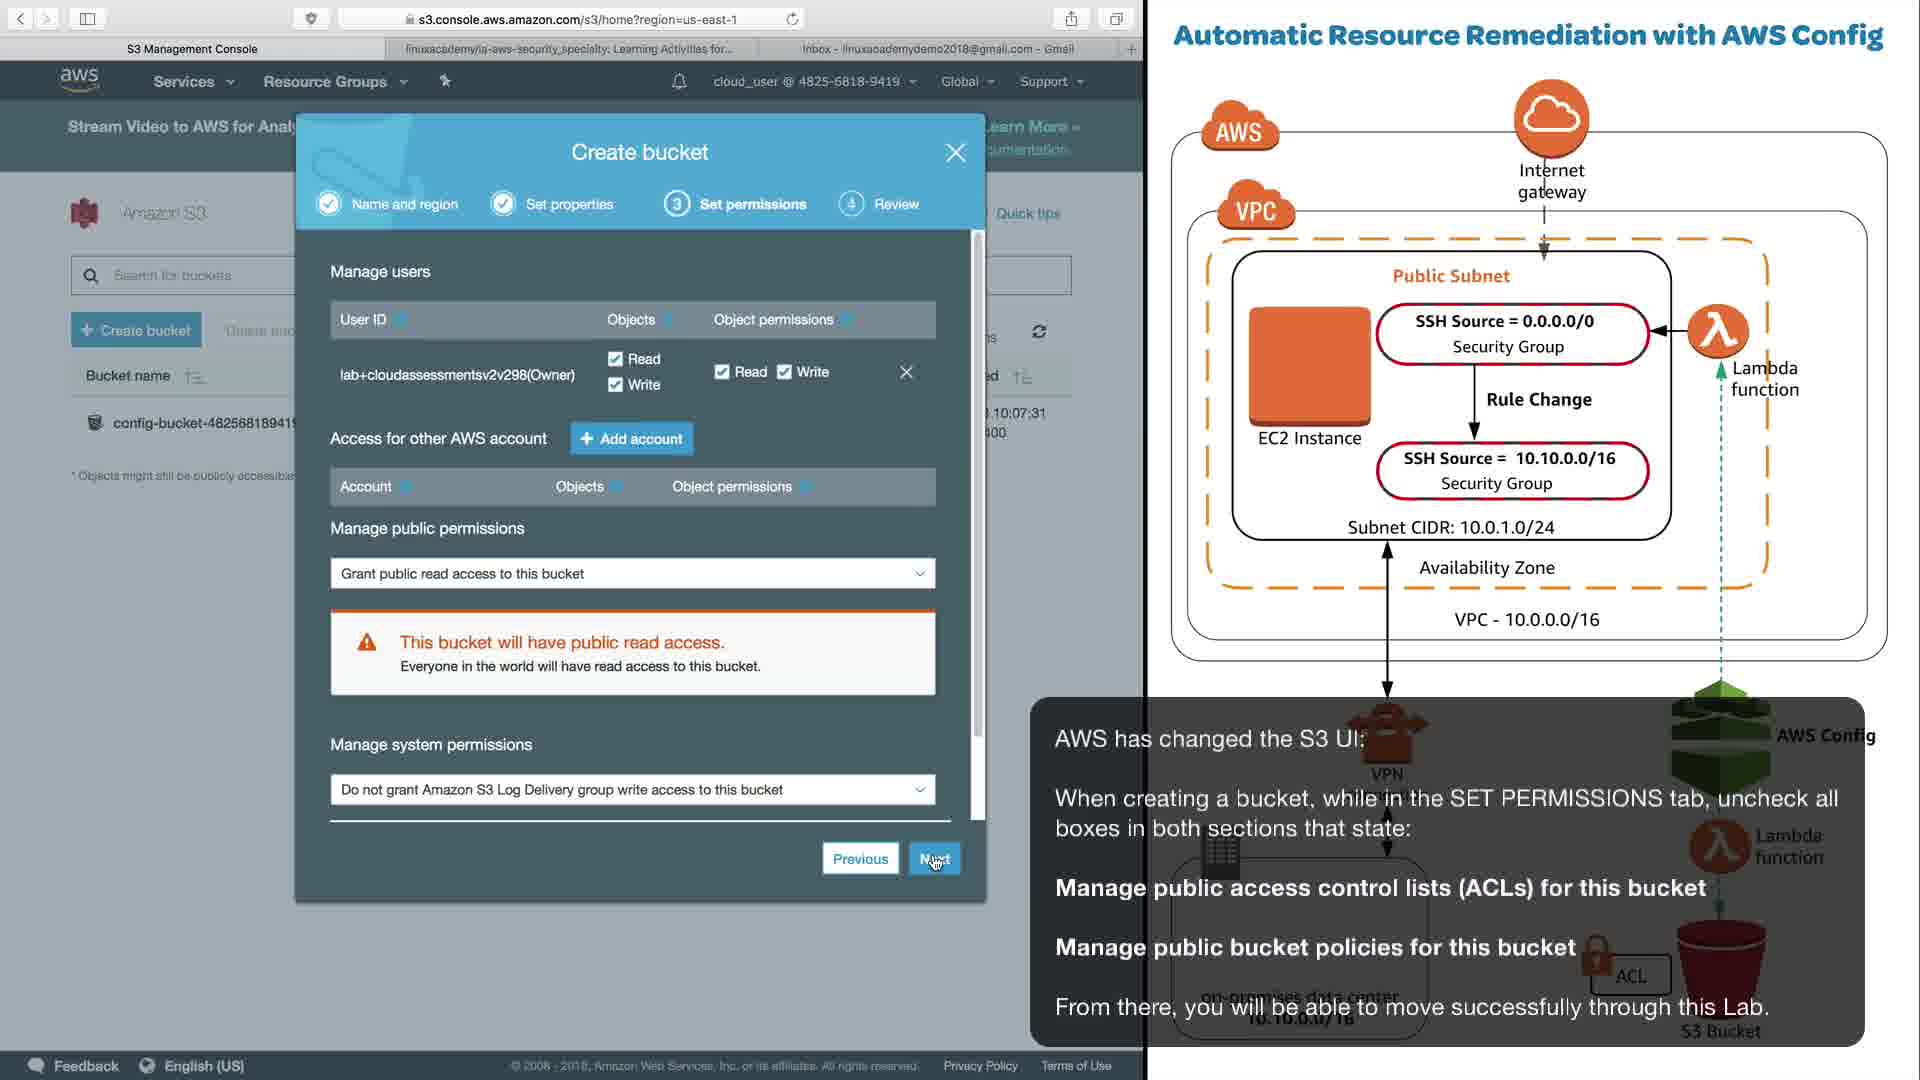 s3.console.aws.amazon.com/s3/home?region=us-east-1
S3 Management Console
linuxacademy/la-aws-security_specialty: Learning Activities for...
Inbox - linuxacademydemo2018@gmail.com - Gmail
aws
Services
Resource Groups
cloud_user @ 4825-6818-9419
Global
Support
Stream Video to AWS for Analy
Learn More »
cumentation.
Create bucket
Name and region
Set properties
3
Set permissions
4
Review
Amazon S3
Quick tips
Search for buckets
+ Create bucket
Bucket name
config-bucket-48256818941
10:07:31
400
* Objects might still be publicly accessible
Manage users
User ID
Objects
Object permissions
lab+cloudassessmentsv2v298(Owner)
Read
Write
Read
Write
Access for other AWS account
+ Add account
Account
Objects
Object permissions
Manage public permissions
Grant public read access to this bucket
This bucket will have public read access.
Everyone in the world will have read access to this bucket.
Manage system permissions
Do not grant Amazon S3 Log Delivery group write access to this bucket
Previous
Next
Feedback
English (US)
© 2008 - 2018, Amazon Web Services, Inc. or its affiliates. All rights reserved.
Privacy Policy
Terms of Use
Automatic Resource Remediation with AWS Config
AWS
Internet
gateway
VPC
Public Subnet
SSH Source = 0.0.0.0/0
Security Group
λ
Lambda
function
Rule Change
EC2 Instance
SSH Source = 10.10.0.0/16
Security Group
Subnet CIDR: 10.0.1.0/24
Availability Zone
VPC - 10.0.0.0/16
AWS Config
VPN
Lambda
function
ACL
on-premises data center
10.10.0.0/16
S3 Bucket
AWS has changed the S3 UI:
When creating a bucket, while in the SET PERMISSIONS tab, uncheck all
boxes in both sections that state:
Manage public access control lists (ACLs) for this bucket
Manage public bucket policies for this bucket
From there, you will be able to move successfully through this Lab.